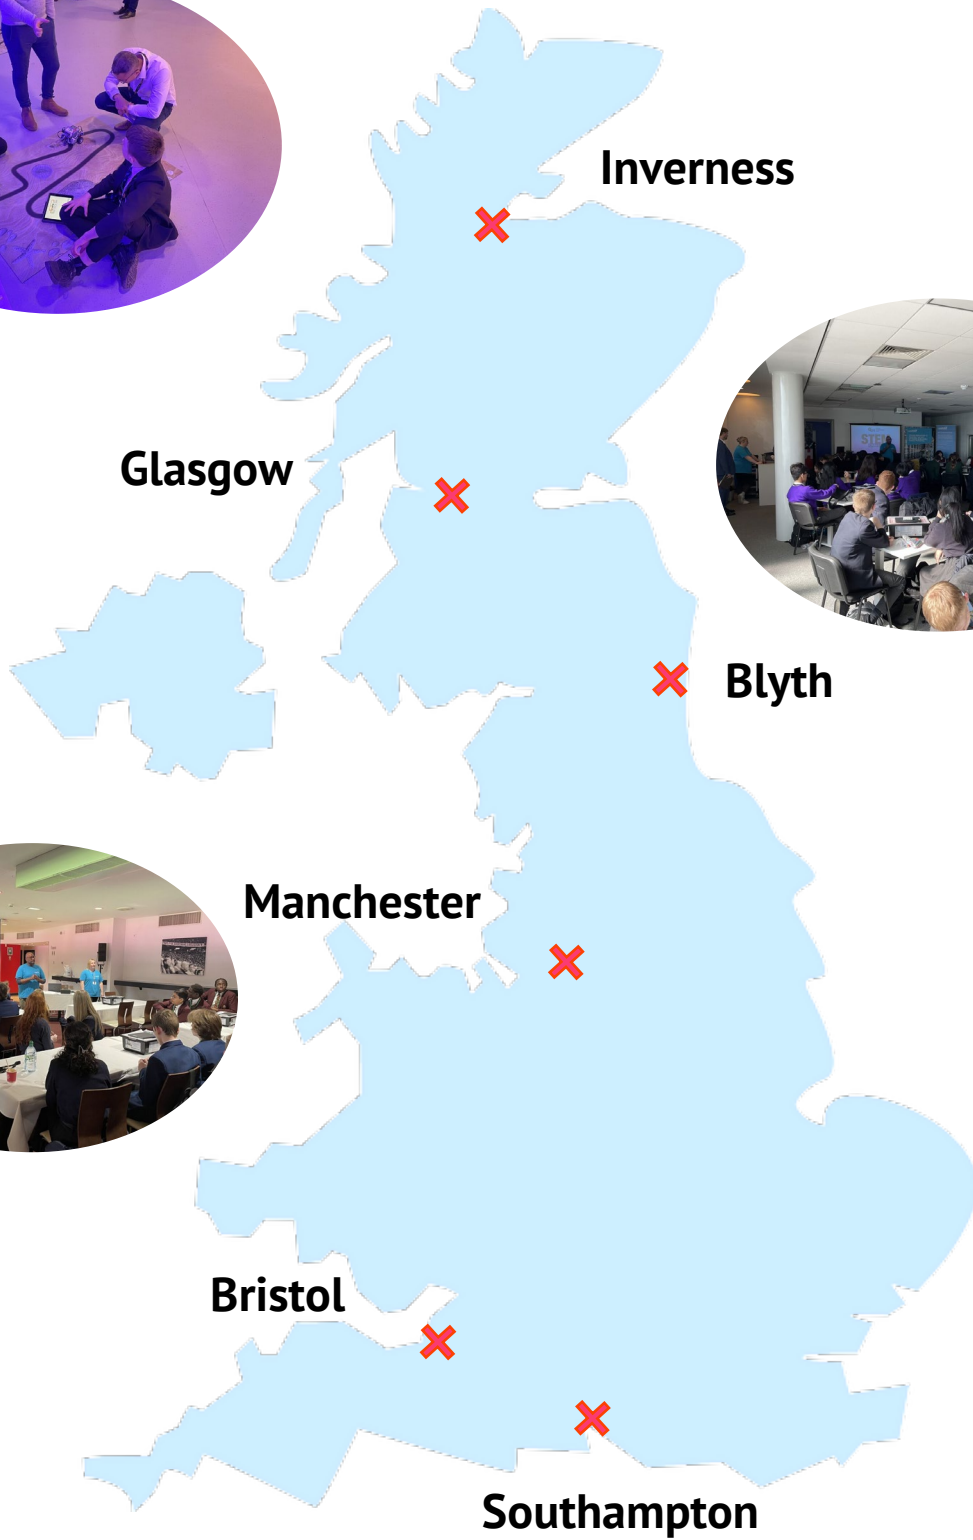 Inverness
Glasgow
Blyth
Manchester
Bristol
Southampton